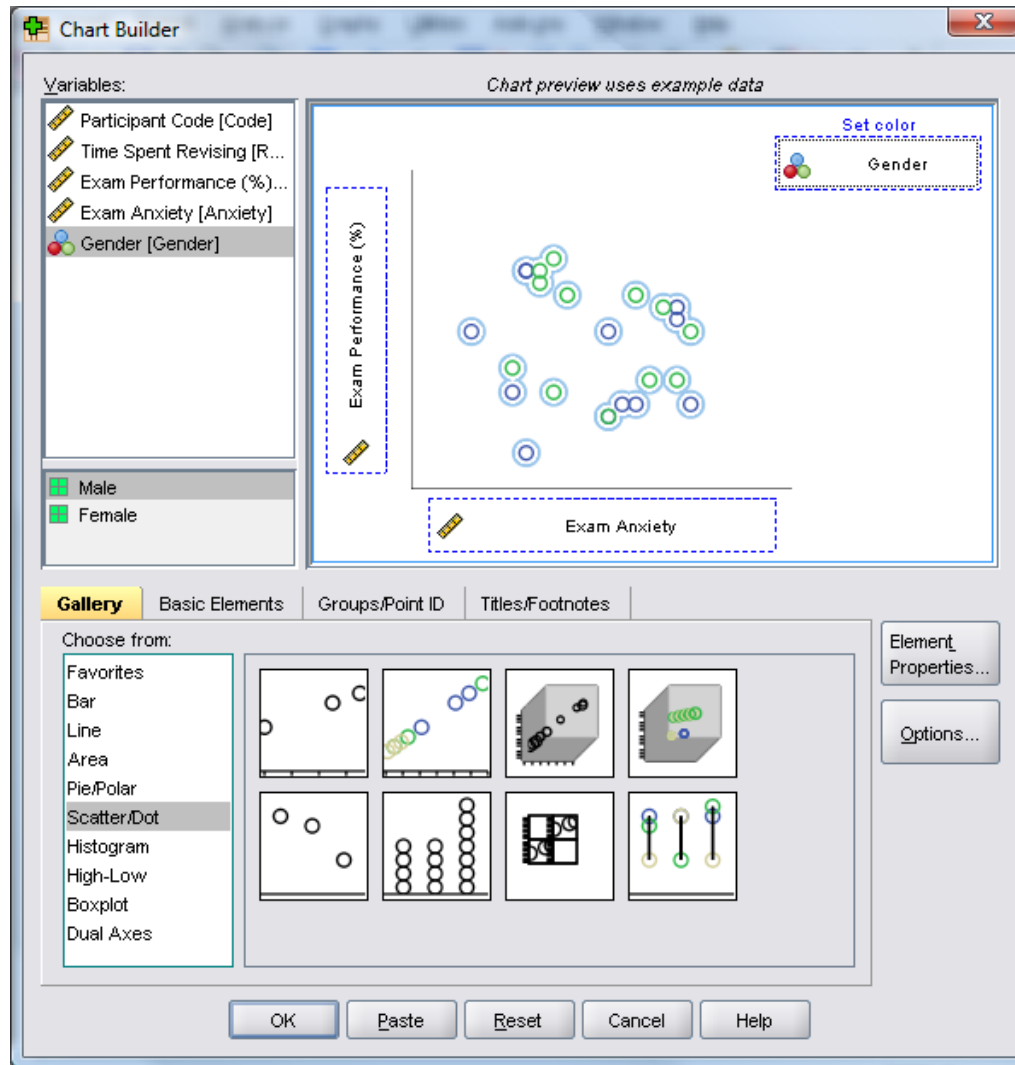 Chart Builder
Variables:
Chart preview uses example data
Participant Code [Code]
Time Spent Revising [R...
Exam Performance (%)...
Exam Anxiety [Anxiety]
Gender [Gender]
Male
Female
Set color
Gender
Exam Performance (%)
Exam Anxiety
Gallery
Basic Elements
Groups/Point ID
Titles/Footnotes
Choose from:
Favorites
Bar
Line
Area
Pie/Polar
Scatter/Dot
Histogram
High-Low
Boxplot
Dual Axes
Element
Properties...
Options...
OK
Paste
Reset
Cancel
Help